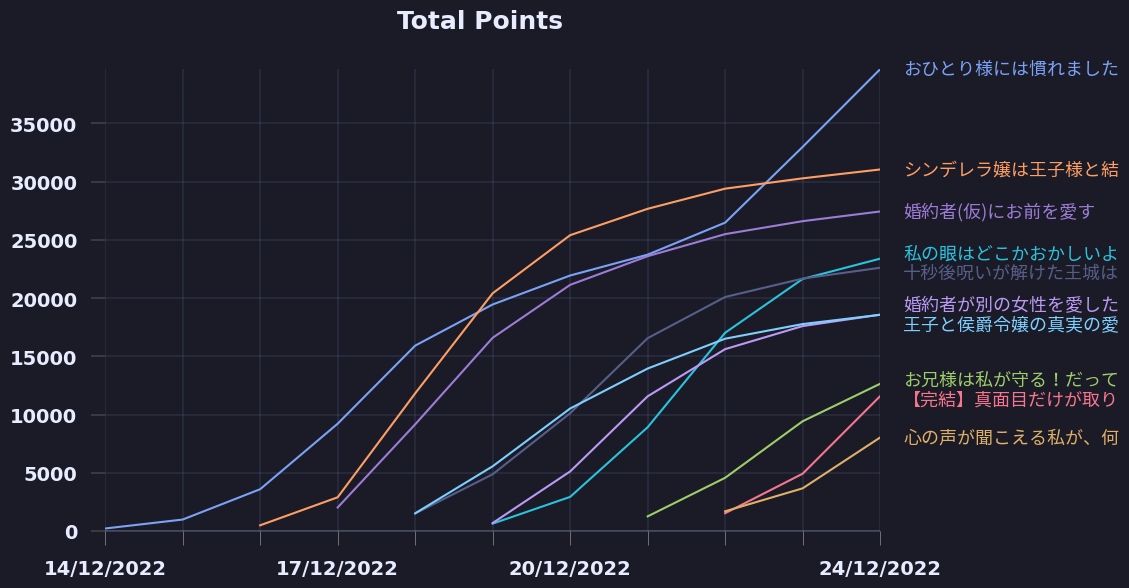 Total Points
おひとり様には慣れました
35000
シンデレラ嬢は王子様と結
30000
婚約者(仮)にお前を愛す
25000
私の眼はどこかおかしいよ
十秒後呪いが解けた王城は
20000
婚約者が別の女性を愛した
王子と侯爵令嬢の真実の愛
15000
お兄様は私が守る！だって
【完結】真面目だけが取り
10000
心の声が聞こえる私が、何
5000
0
14/12/2022 17/12/2022 20/12/2022 24/12/2022